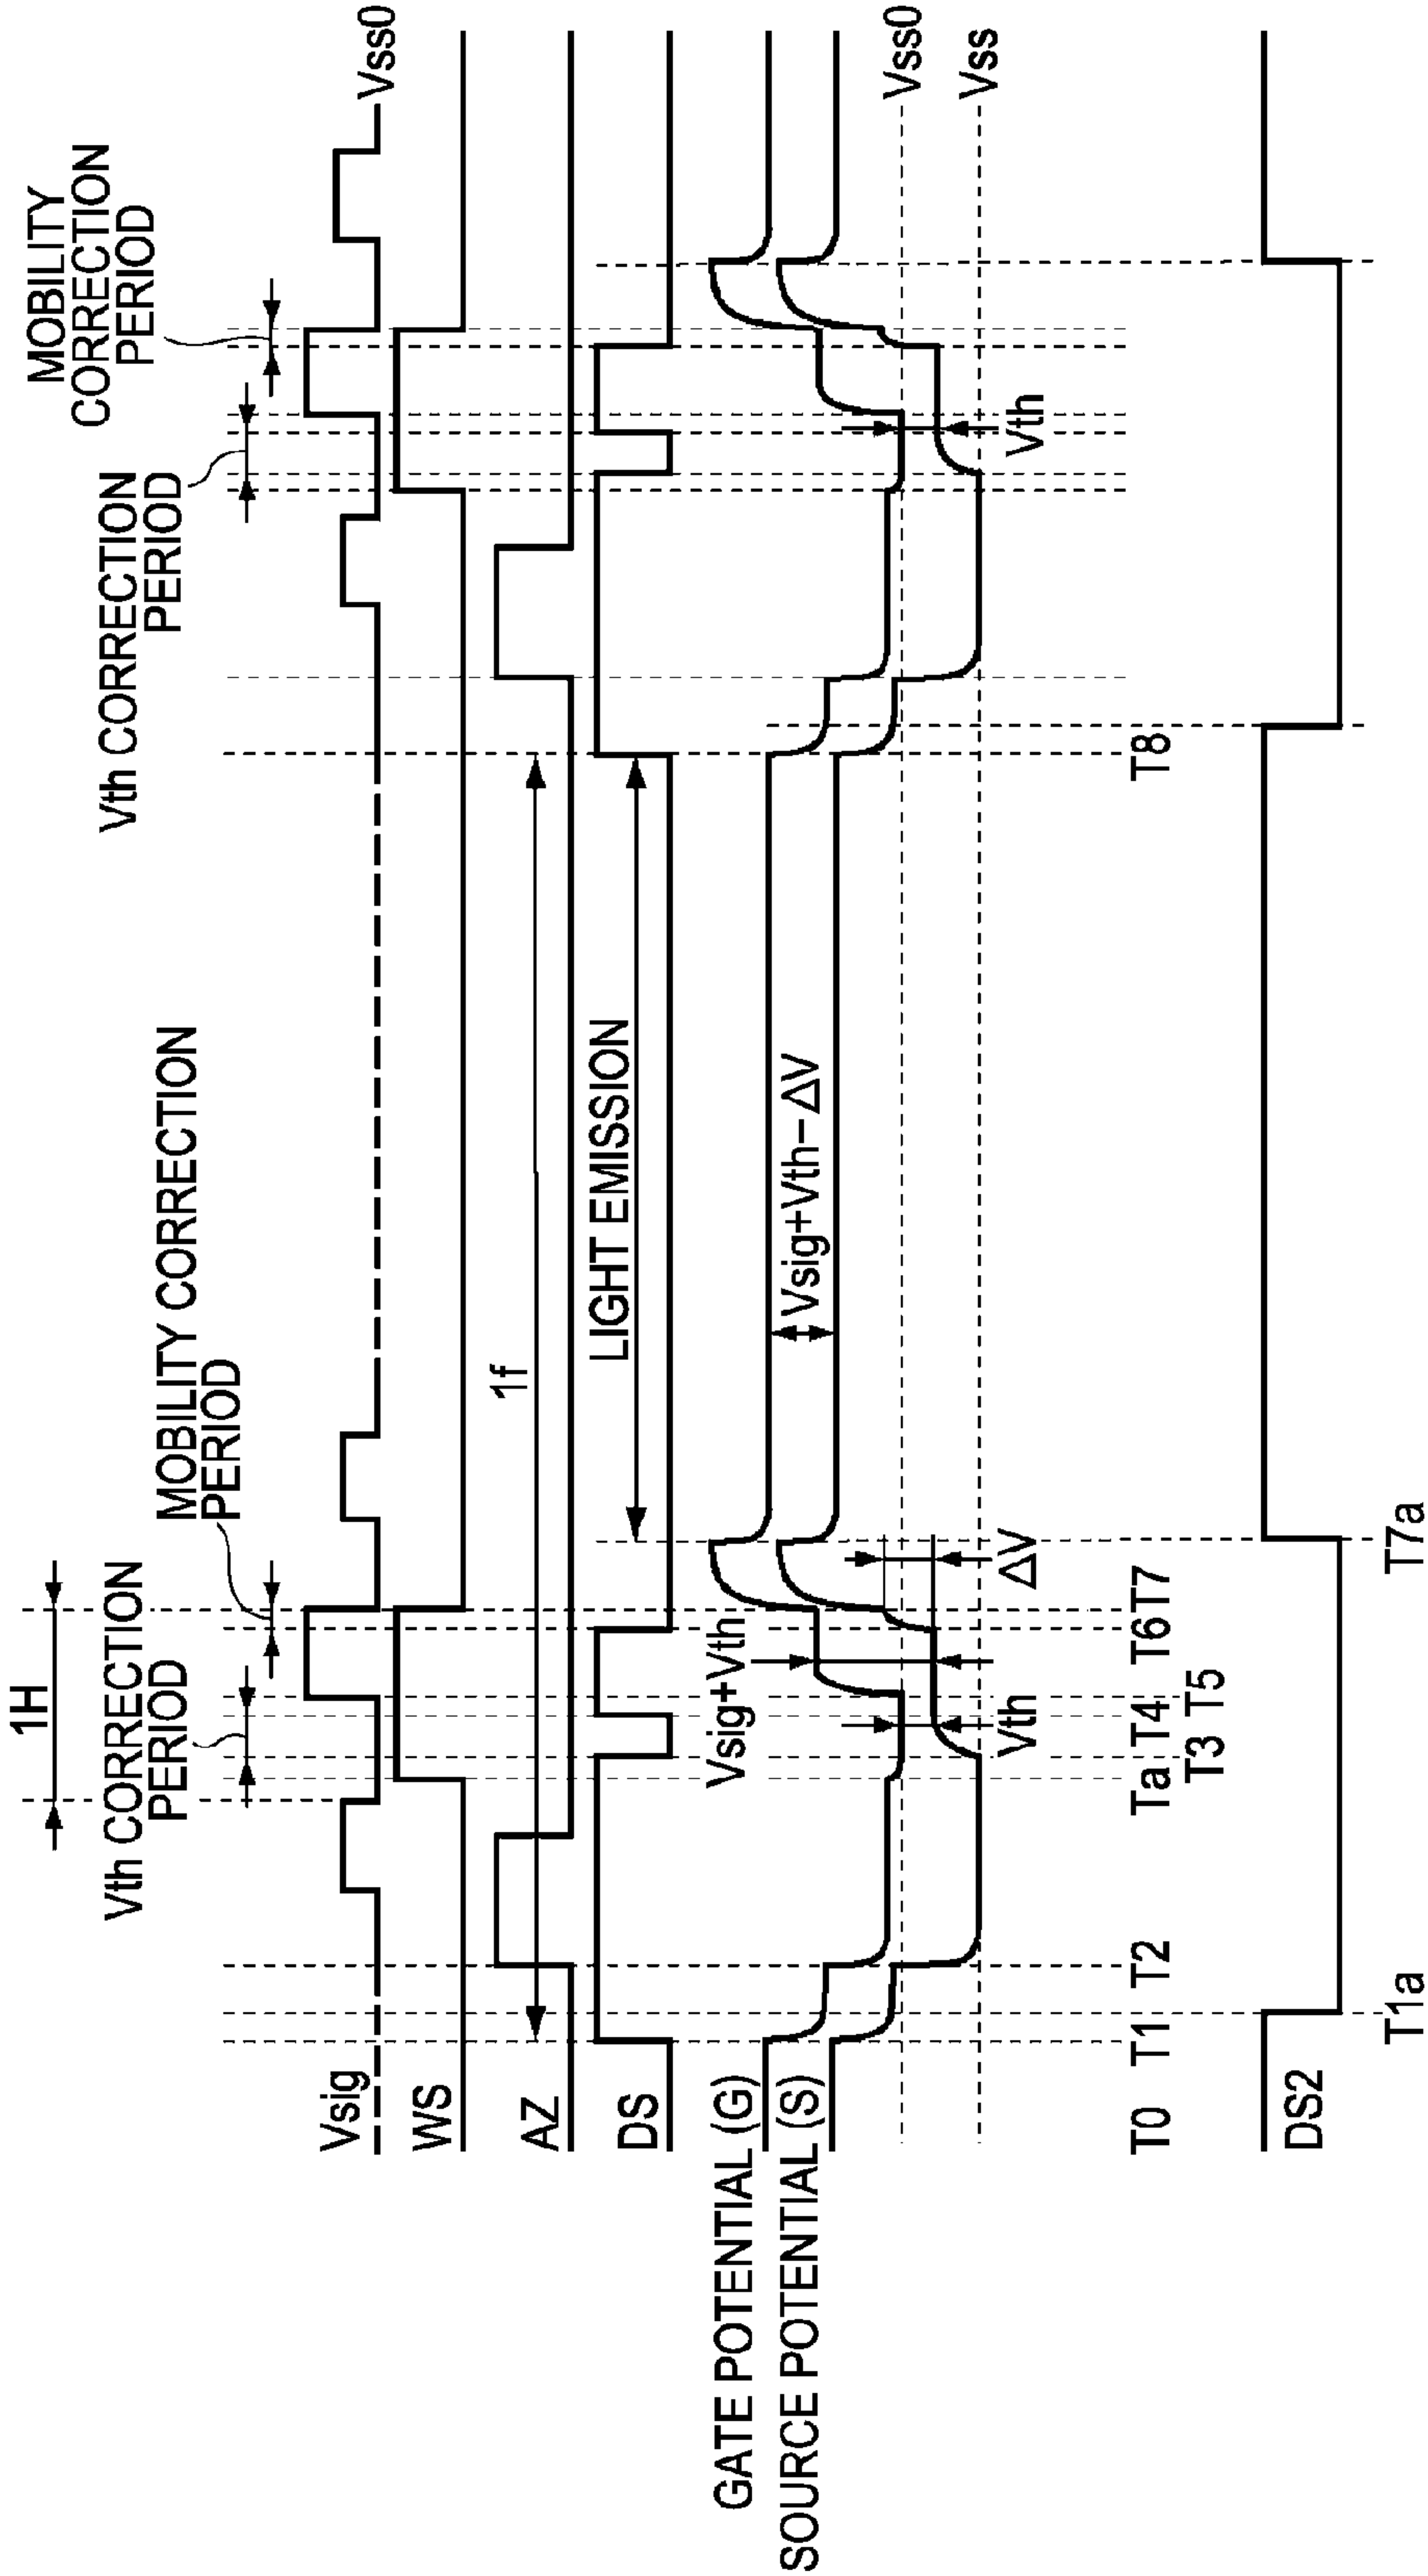 1H
Vth CORRECTION
PERIOD
MOBILITY CORRECTION
PERIOD
Vth CORRECTION
PERIOD
MOBILITY
CORRECTION
PERIOD
Vsig
Vss0
WS
AZ
1f
DS
LIGHT EMISSION
GATE POTENTIAL (G)
SOURCE POTENTIAL (S)
Vsig+Vth
Vsig+Vth-ΔV
Vss0
Vss
Vth
ΔV
Vth
T0 T1 T2 Ta T4 T6 T7 T8
T3 T5
DS2
T1a T7a